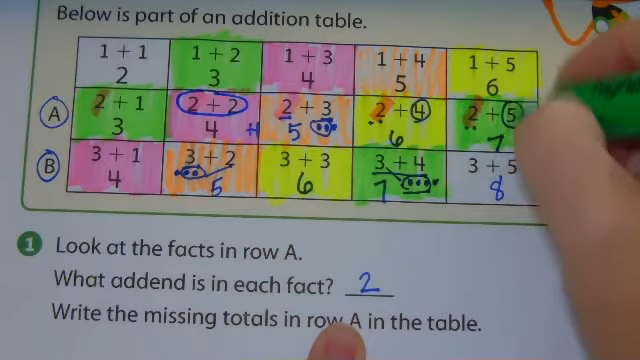 Below is part of an addition table.
1 + 1 1 + 2 1 + 3 1 + 4 1 + 5
2 3 4 5 6
A 2 + 1 2 + 2 2 + 3 2 + 4 2 + 5
3 4 +1 5 6 7
B 3 + 1 3 + 2 3 + 3 3 + 4 3 + 5
4 5 6 7 8
1 Look at the facts in row A.
What addend is in each fact? 2
Write the missing totals in row A in the table.